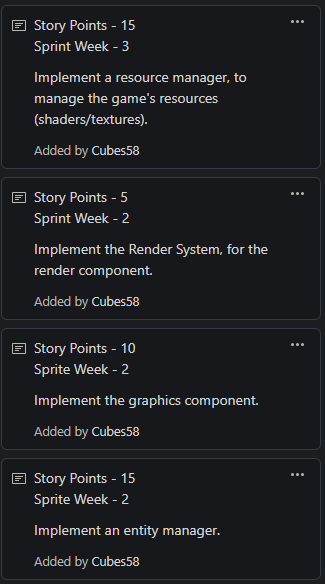 Story Points - 15
Sprint Week - 3
Implement a resource manager, to
manage the game's resources
(shaders/textures).
Added by Cubes58
Story Points - 5
Sprint Week - 2
Implement the Render System, for the
render component.
Added by Cubes58
Story Points - 10
Sprite Week - 2
Implement the graphics component.
Added by Cubes58
Story Points - 15
Sprite Week - 2
Implement an entity manager.
Added by Cubes58